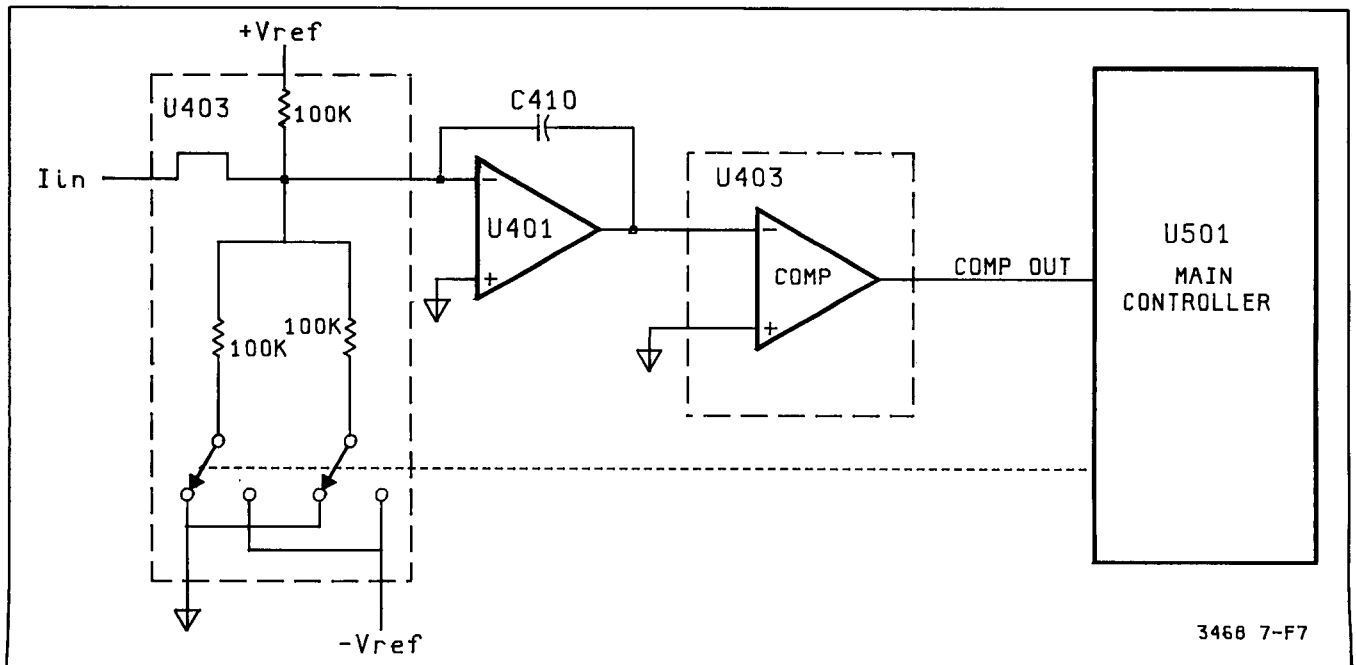 +Vref
U403
100K
C410
Iin
U403
U401
COMP
COMP OUT
U501
MAIN
CONTROLLER
100K
100K
-Vref
3468 7-F7